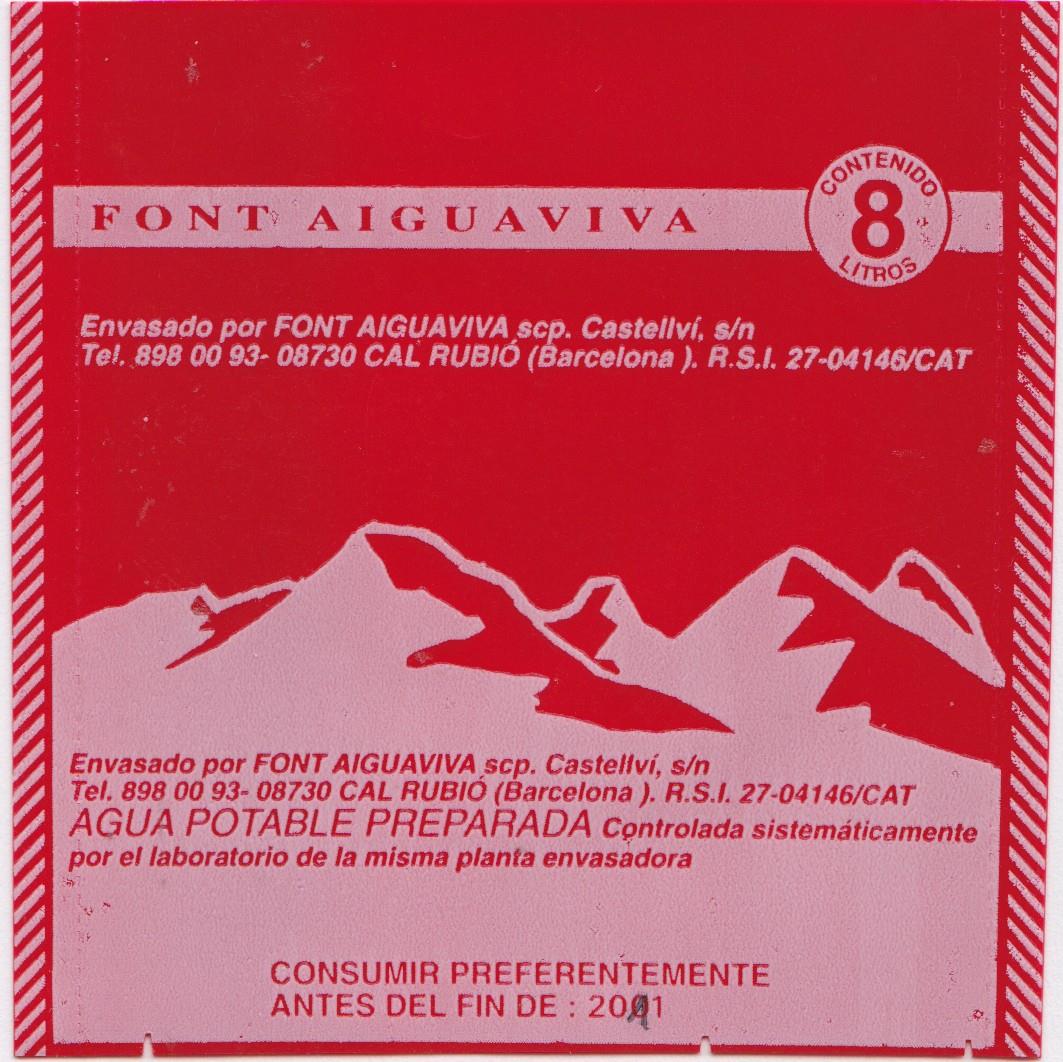 FONT AIGUAVIVA
CONTENIDO
8
LITROS
Envasado por FONT AIGUAVIVA scp. Castellví, s/n
Tel. 898 00 93- 08730 CAL RUBIÓ (Barcelona ). R.S.I. 27-04146/CAT
Envasado por FONT AIGUAVIVA scp. Castellví, s/n
Tel. 898 00 93- 08730 CAL RUBIÓ (Barcelona ). R.S.I. 27-04146/CAT
AGUA POTABLE PREPARADA Controlada sistemáticamente
por el laboratorio de la misma planta envasadora
CONSUMIR PREFERENTEMENTE
ANTES DEL FIN DE :